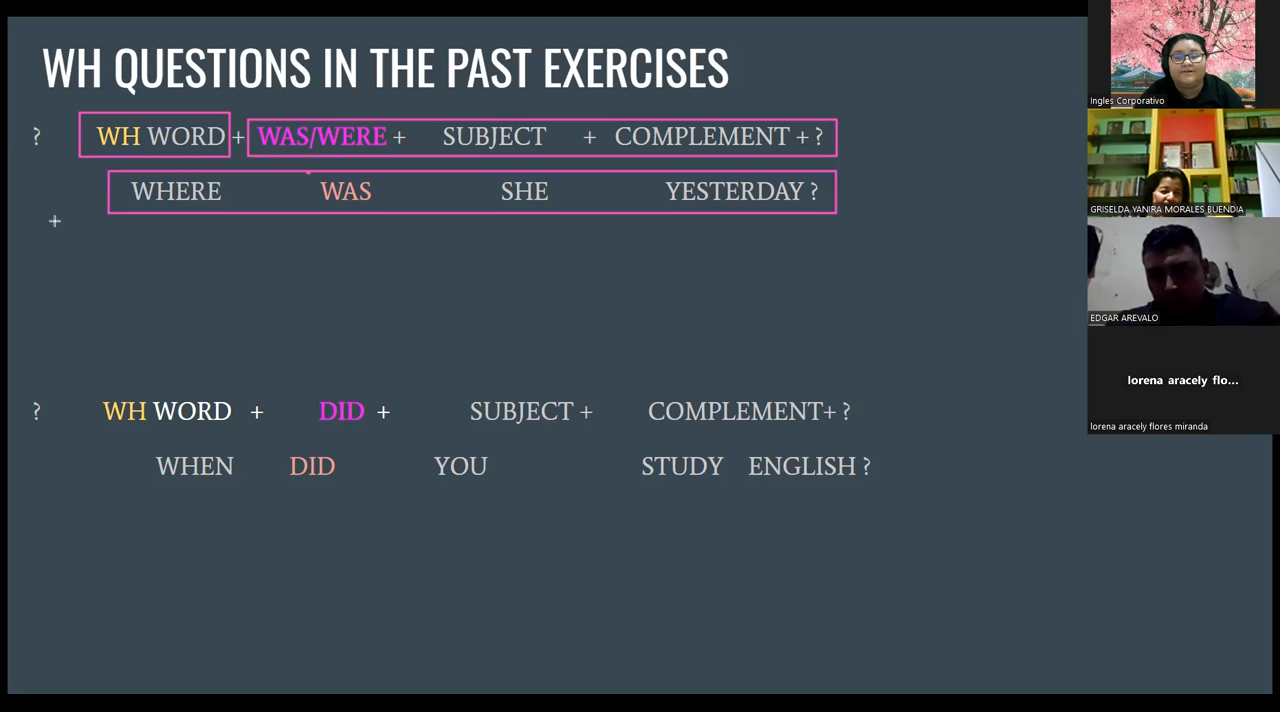 WH QUESTIONS IN THE PAST EXERCISES
? WH WORD + WAS/WERE + SUBJECT + COMPLEMENT + ?
WHERE WAS SHE YESTERDAY ?
? WH WORD + DID + SUBJECT + COMPLEMENT+ ?
WHEN DID YOU STUDY ENGLISH ?
Ingles Corporativo
GRISELDA YANIRA MORALES BUENDIA
EDGAR AREVALO
lorena aracely flo...
lorena aracely flores miranda